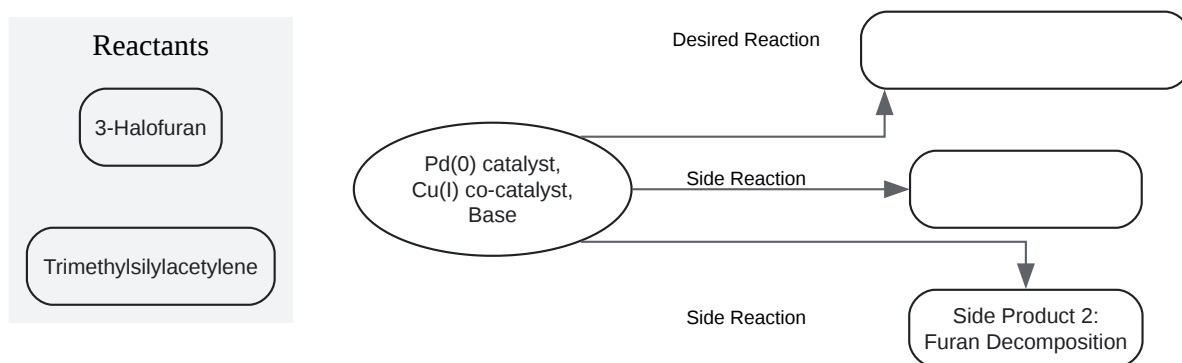 Reactants
3-Halofuran
Trimethylsilylacetylene
Pd(0) catalyst,
Cu(I) co-catalyst,
Base
Desired Reaction
Side Reaction
Side Reaction
Side Product 2:
Furan Decomposition